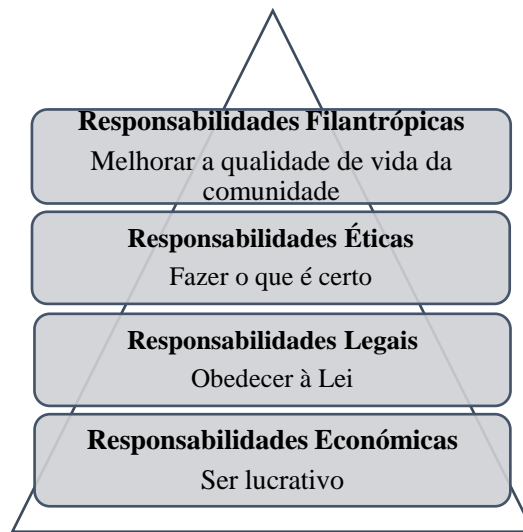 Responsabilidades Filantrópicas
Melhorar a qualidade de vida da
comunidade
Responsabilidades Éticas
Fazer o que é certo
Responsabilidades Legais
Obedecer à Lei
Responsabilidades Económicas
Ser lucrativo